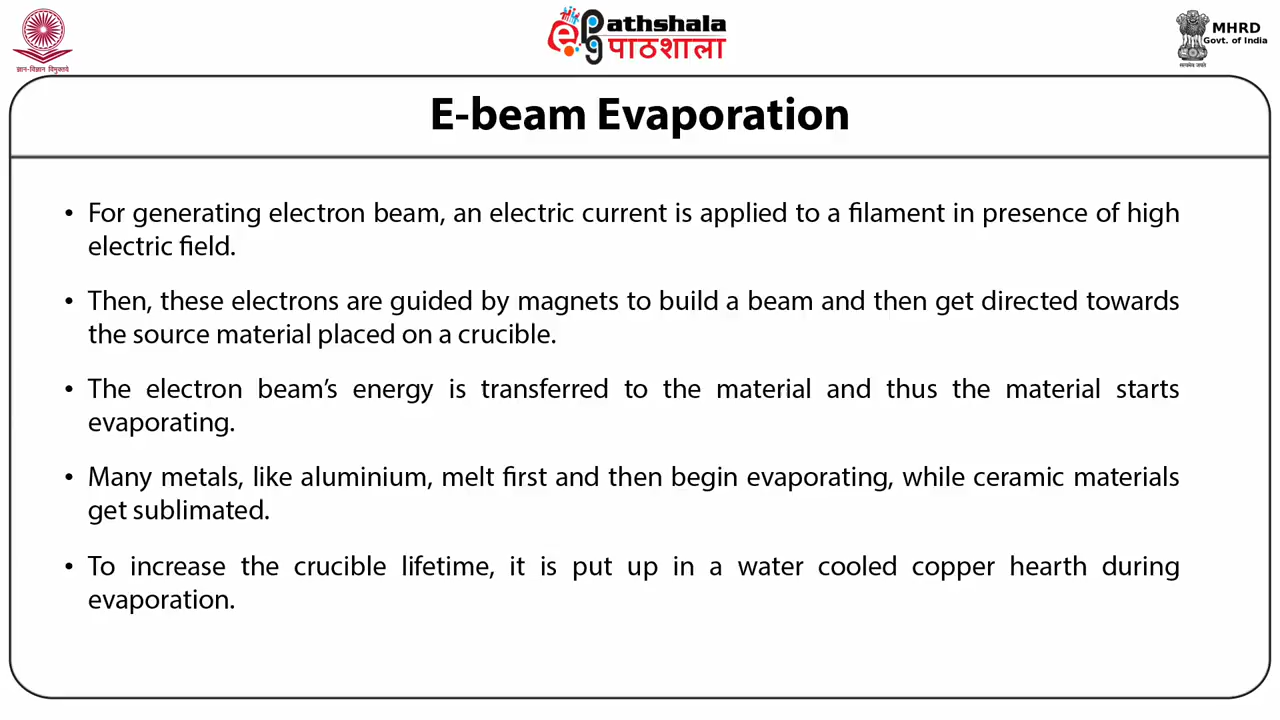 ज्ञान-विज्ञान विमुक्तये
ePathshala
पाठशाला
MHRD
Govt. of India
सत्यमेव जयते
E-beam Evaporation
• For generating electron beam, an electric current is applied to a filament in presence of high
electric field.
• Then, these electrons are guided by magnets to build a beam and then get directed towards
the source material placed on a crucible.
• The electron beam’s energy is transferred to the material and thus the material starts
evaporating.
• Many metals, like aluminium, melt first and then begin evaporating, while ceramic materials
get sublimated.
• To increase the crucible lifetime, it is put up in a water cooled copper hearth during
evaporation.